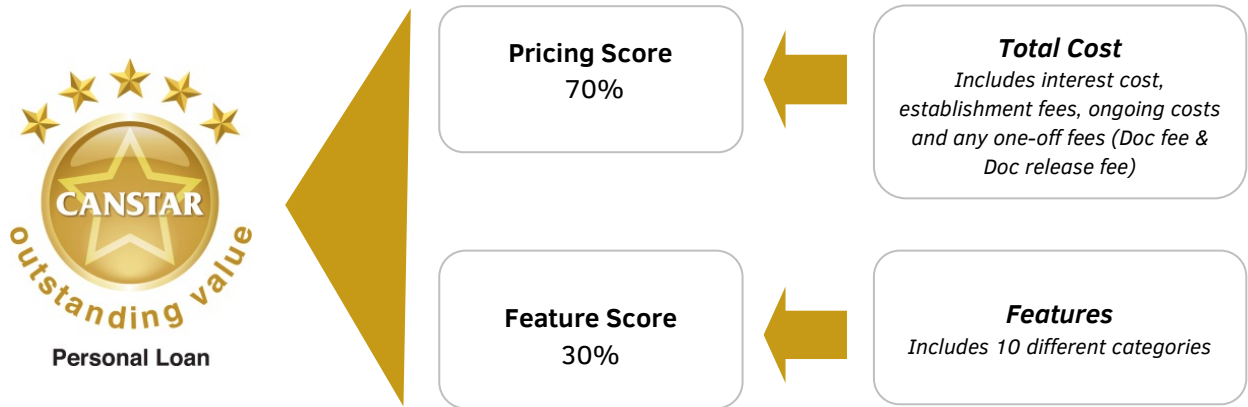 CANSTAR
outstanding value
Personal Loan
Pricing Score
70%
Total Cost
Includes interest cost,
establishment fees, ongoing costs
and any one-off fees (Doc fee &
Doc release fee)
Feature Score
30%
Features
Includes 10 different categories